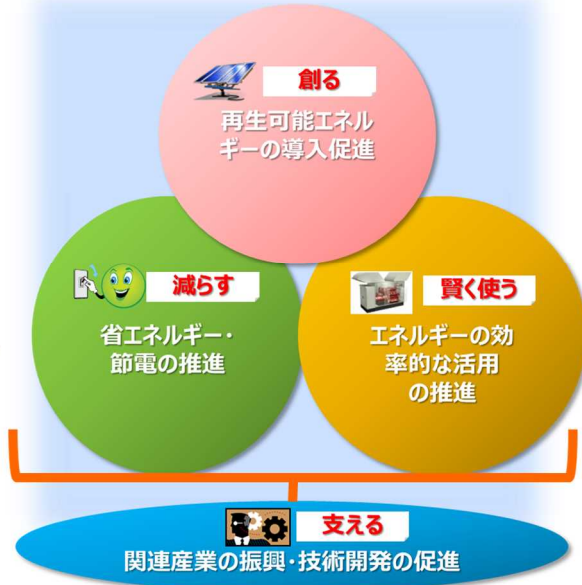 創る
再生可能エネル
ギーの導入促進
減らす
省エネルギー・
節電の推進
賢く使う
エネルギーの効
率的な活用
の推進
支える
関連産業の振興・技術開発の促進